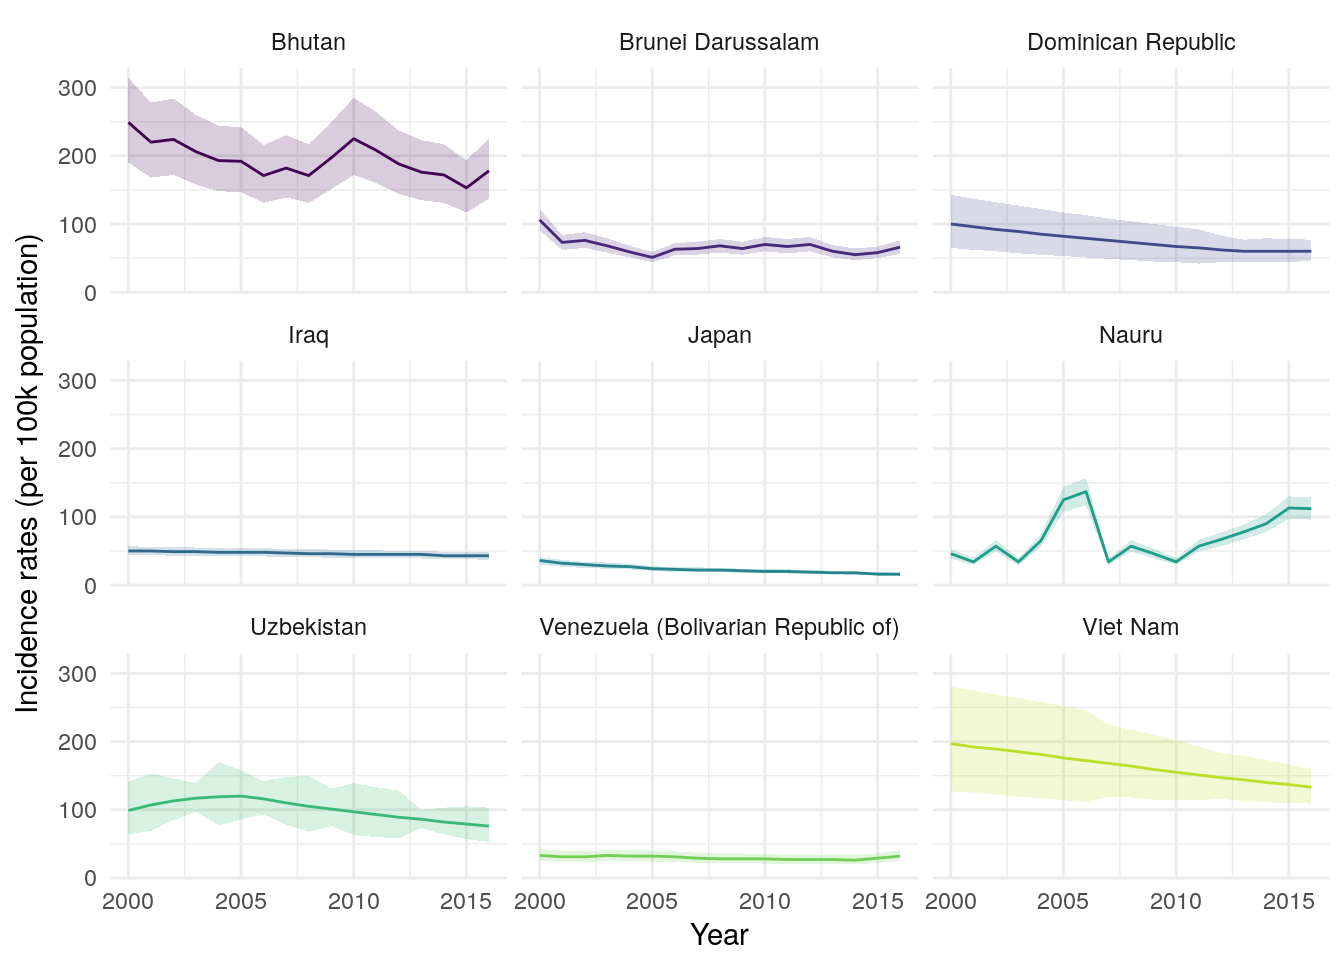 Bhutan
Brunei Darussalam
Dominican Republic
300
200
100
0
Iraq
Japan
Nauru
300
200
100
0
Uzbekistan
Venezuela (Bolivarian Republic of)
Viet Nam
300
200
100
0
2000 2005 2010 2015
2000 2005 2010 2015
2000 2005 2010 2015
Year
Incidence rates (per 100k population)